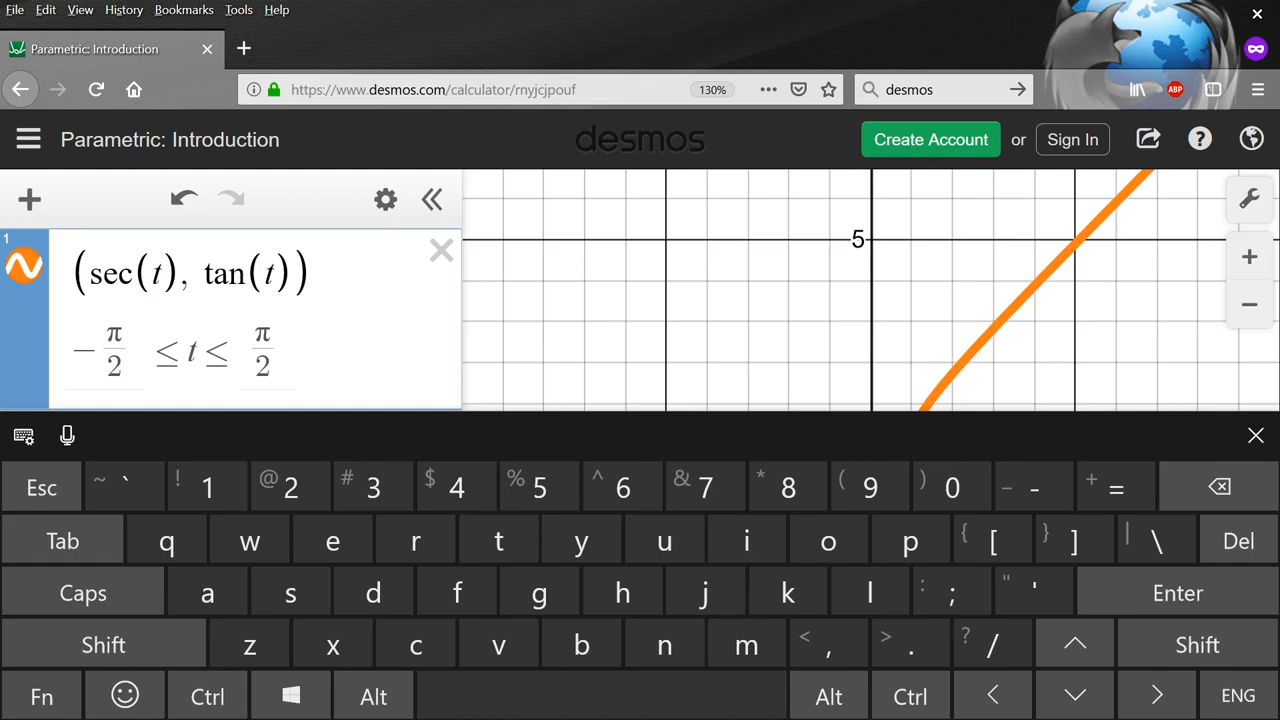 File Edit View History Bookmarks Tools Help
Parametric: Introduction
https://www.desmos.com/calculator/rnyjcjpouf 130% desmos
ABP
Parametric: Introduction desmos Create Account or Sign In
1
(sec(t), tan(t))
−π/2 ≤ t ≤ π/2
5
Esc ~ ` ! 1 @ 2 # 3 $ 4 % 5 ^ 6 & 7 * 8 ( 9 ) 0 _ - + =
Tab q w e r t y u i o p { [ } ] | \ Del
Caps a s d f g h j k l : ; " ' Enter
Shift z x c v b n m < , > . ? / Shift
Fn Ctrl Alt Alt Ctrl ENG